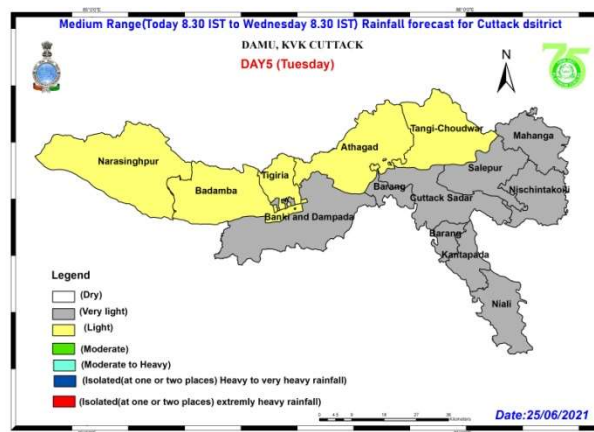 Medium Range(Today 8.30 IST to Wednesday 8.30 IST) Rainfall forecast for Cuttack dsitrict
DAMU, KVK CUTTACK
DAY5 (Tuesday)
N
75
Narasinghpur
Badamba
Tigiria
Athagad
Tangi-Choudwar
Mahanga
Salepur
Nischintakoili
Barang
Cuttack Sadar
Banki and Dampada
Barang
Kantapada
Niali
Legend
(Dry)
(Very light)
(Light)
(Moderate)
(Moderate to Heavy)
(Isolated(at one or two places) Heavy to very heavy rainfall)
(Isolated(at one or two places) extremly heavy rainfall)
Date:25/06/2021